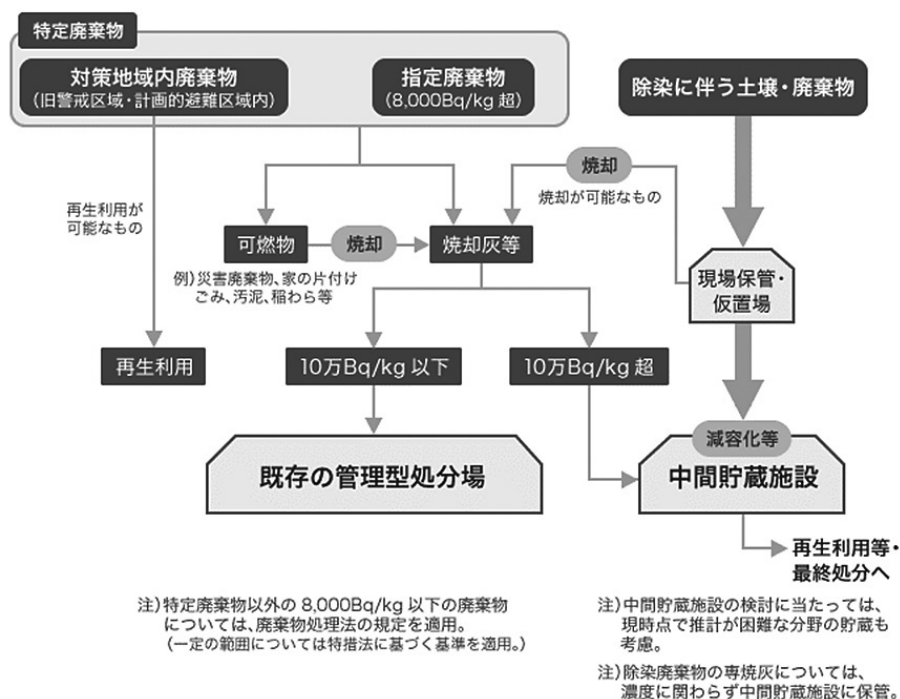 特定廃棄物
対策地域内廃棄物
(旧警戒区域・計画的避難区域内)
指定廃棄物
(8,000Bq/kg 超)
除染に伴う土壌・廃棄物
焼却
焼却が可能なもの
再生利用が
可能なもの
可燃物
焼却
焼却灰等
例)災害廃棄物、家の片付け
ごみ、汚泥、稲わら等
現場保管・
仮置場
再生利用
10万Bq/kg 以下
10万Bq/kg 超
減容化等
既存の管理型処分場
中間貯蔵施設
再生利用等・
最終処分へ
注)特定廃棄物以外の 8,000Bq/kg 以下の廃棄物
については、廃棄物処理法の規定を適用。
(一定の範囲については特措法に基づく基準を適用。)
注)中間貯蔵施設の検討に当たっては、
現時点で推計が困難な分野の貯蔵も
考慮。
注)除染廃棄物の専焼灰については、
濃度に関わらず中間貯蔵施設に保管。